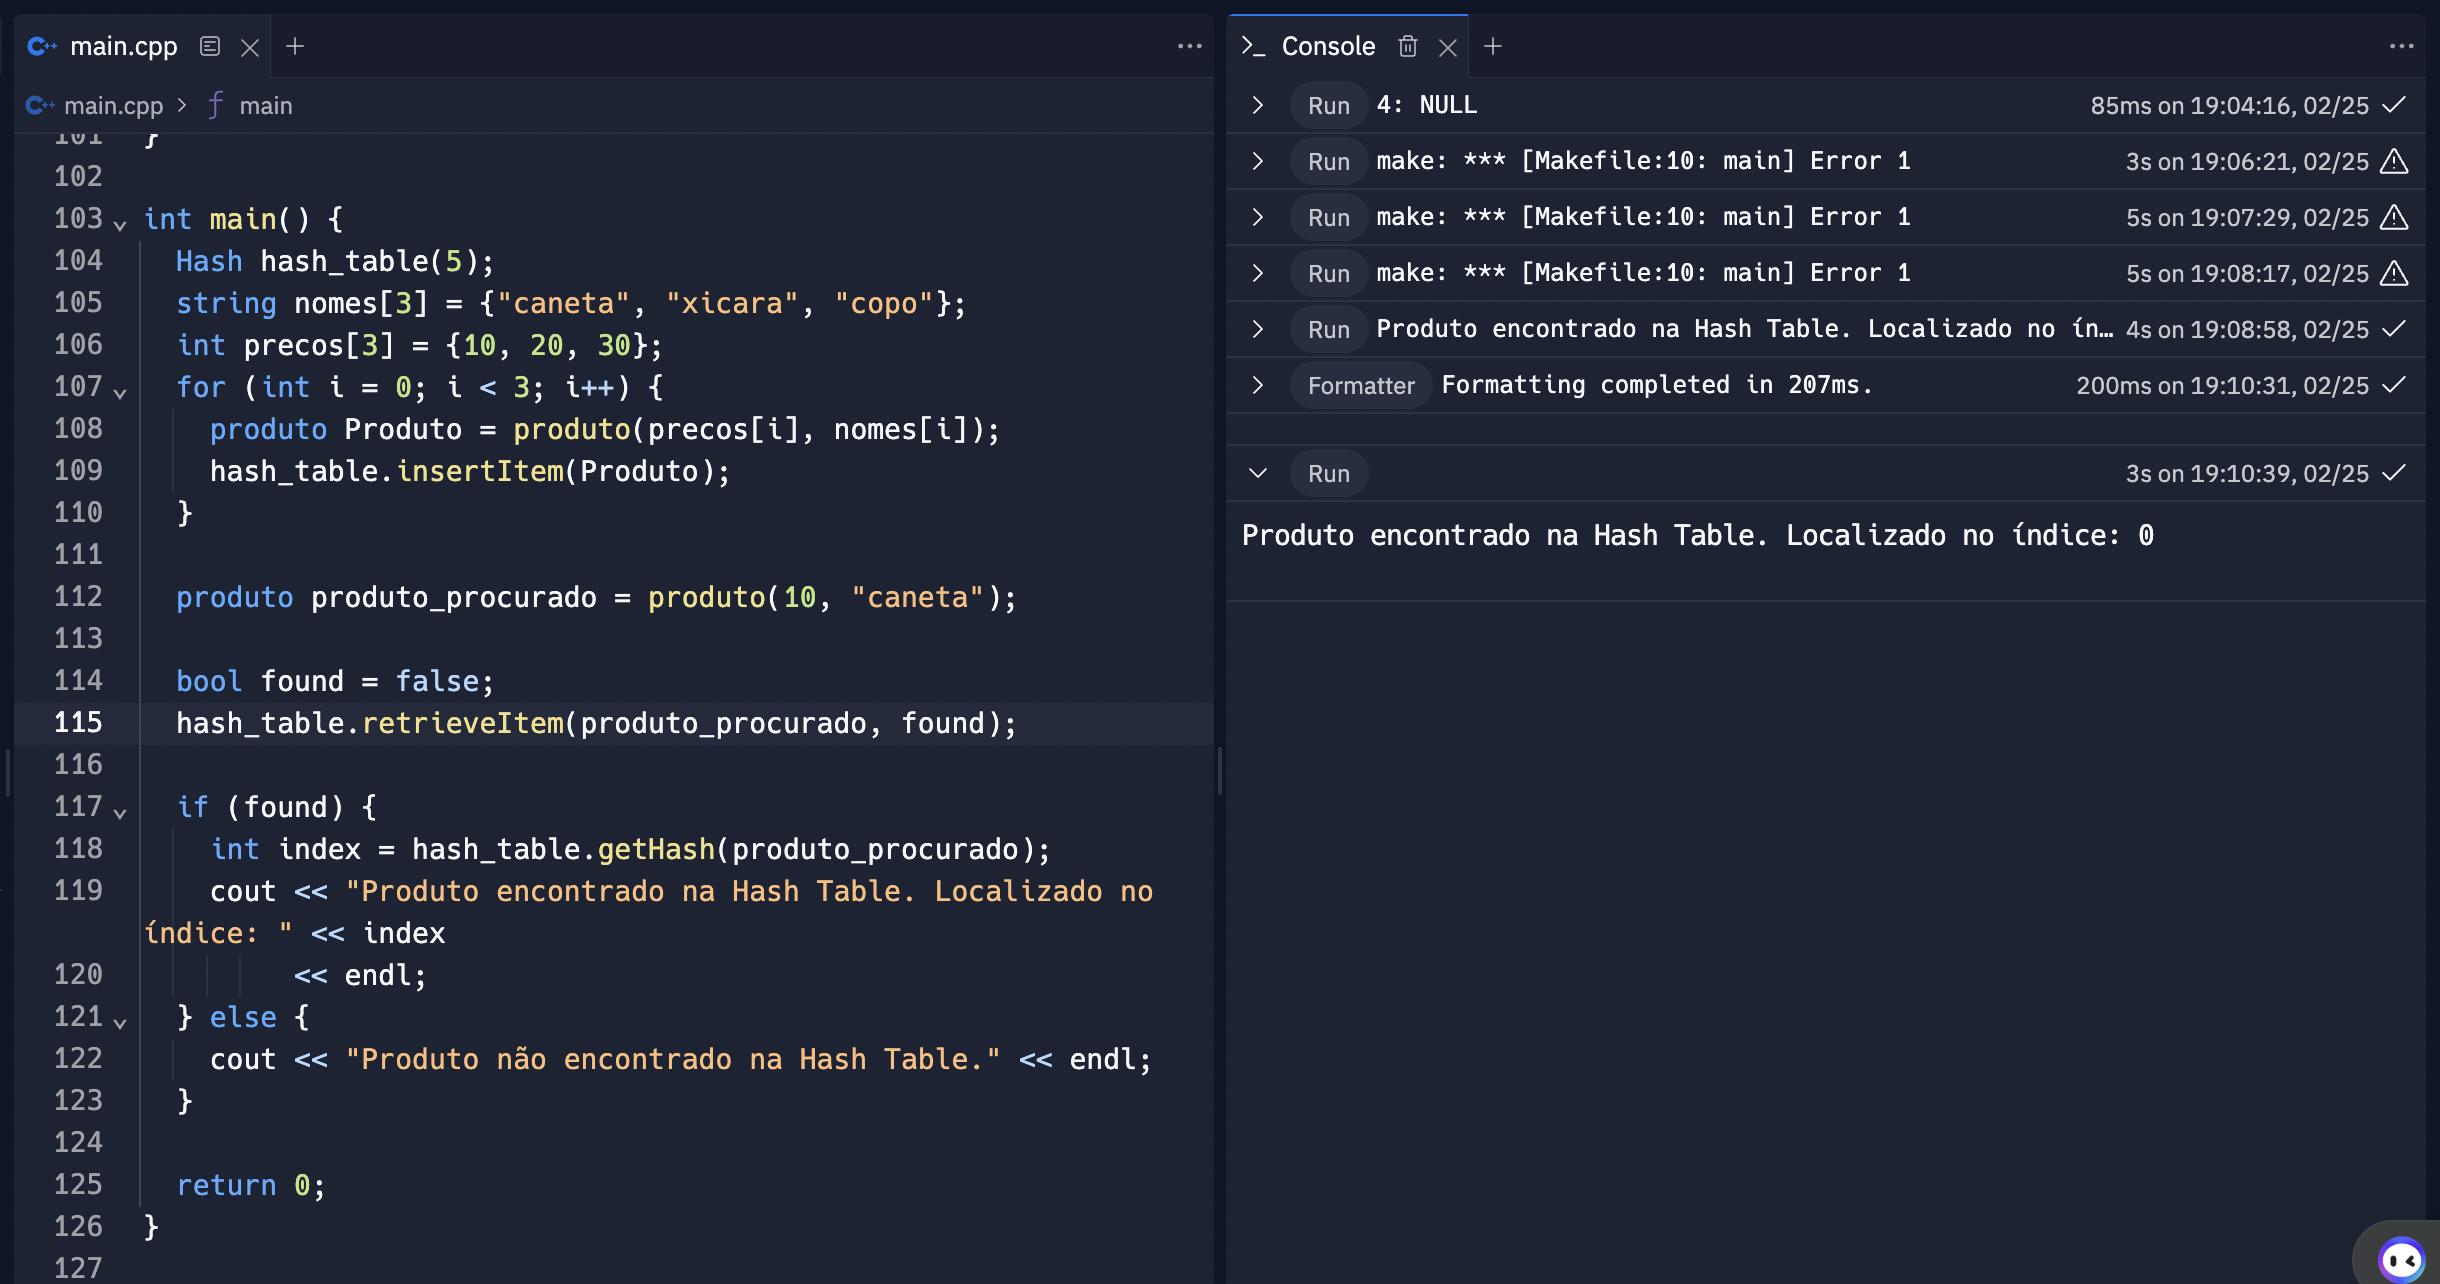 main.cpp
main.cpp > ƒ main
101 }
102
103 int main() {
104 Hash hash_table(5);
105 string nomes[3] = {"caneta", "xicara", "copo"};
106 int precos[3] = {10, 20, 30};
107 for (int i = 0; i < 3; i++) {
108 produto Produto = produto(precos[i], nomes[i]);
109 hash_table.insertItem(Produto);
110 }
111
112 produto produto_procurado = produto(10, "caneta");
113
114 bool found = false;
115 hash_table.retrieveItem(produto_procurado, found);
116
117 if (found) {
118 int index = hash_table.getHash(produto_procurado);
119 cout << "Produto encontrado na Hash Table. Localizado no
índice: " << index
120 << endl;
121 } else {
122 cout << "Produto não encontrado na Hash Table." << endl;
123 }
124
125 return 0;
126 }
127
Console
Run 4: NULL 85ms on 19:04:16, 02/25
Run make: *** [Makefile:10: main] Error 1 3s on 19:06:21, 02/25
Run make: *** [Makefile:10: main] Error 1 5s on 19:07:29, 02/25
Run make: *** [Makefile:10: main] Error 1 5s on 19:08:17, 02/25
Run Produto encontrado na Hash Table. Localizado no ín… 4s on 19:08:58, 02/25
Formatter Formatting completed in 207ms. 200ms on 19:10:31, 02/25
Run 3s on 19:10:39, 02/25
Produto encontrado na Hash Table. Localizado no índice: 0